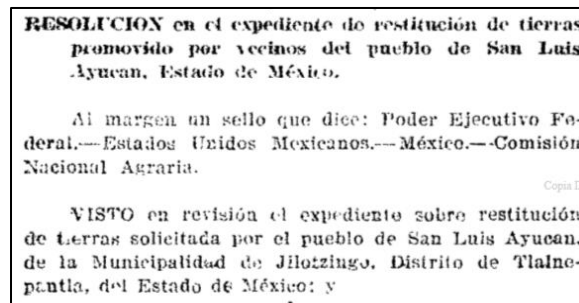 RESOLUCION en el expediente de restitución de tierras
promovido por vecinos del pueblo de San Luis
Ayucan, Estado de México.
Al margen un sello que dice: Poder Ejecutivo Fe-
deral.—Estados Unidos Mexicanos.—México.—Comisión
Nacional Agraria.
Copia D
VISTO en revisión el expediente sobre restitución
de tierras solicitada por el pueblo de San Luis Ayucan,
de la Municipalidad de Jilotzingo, Distrito de Tlalne-
pantla, del Estado de México; y